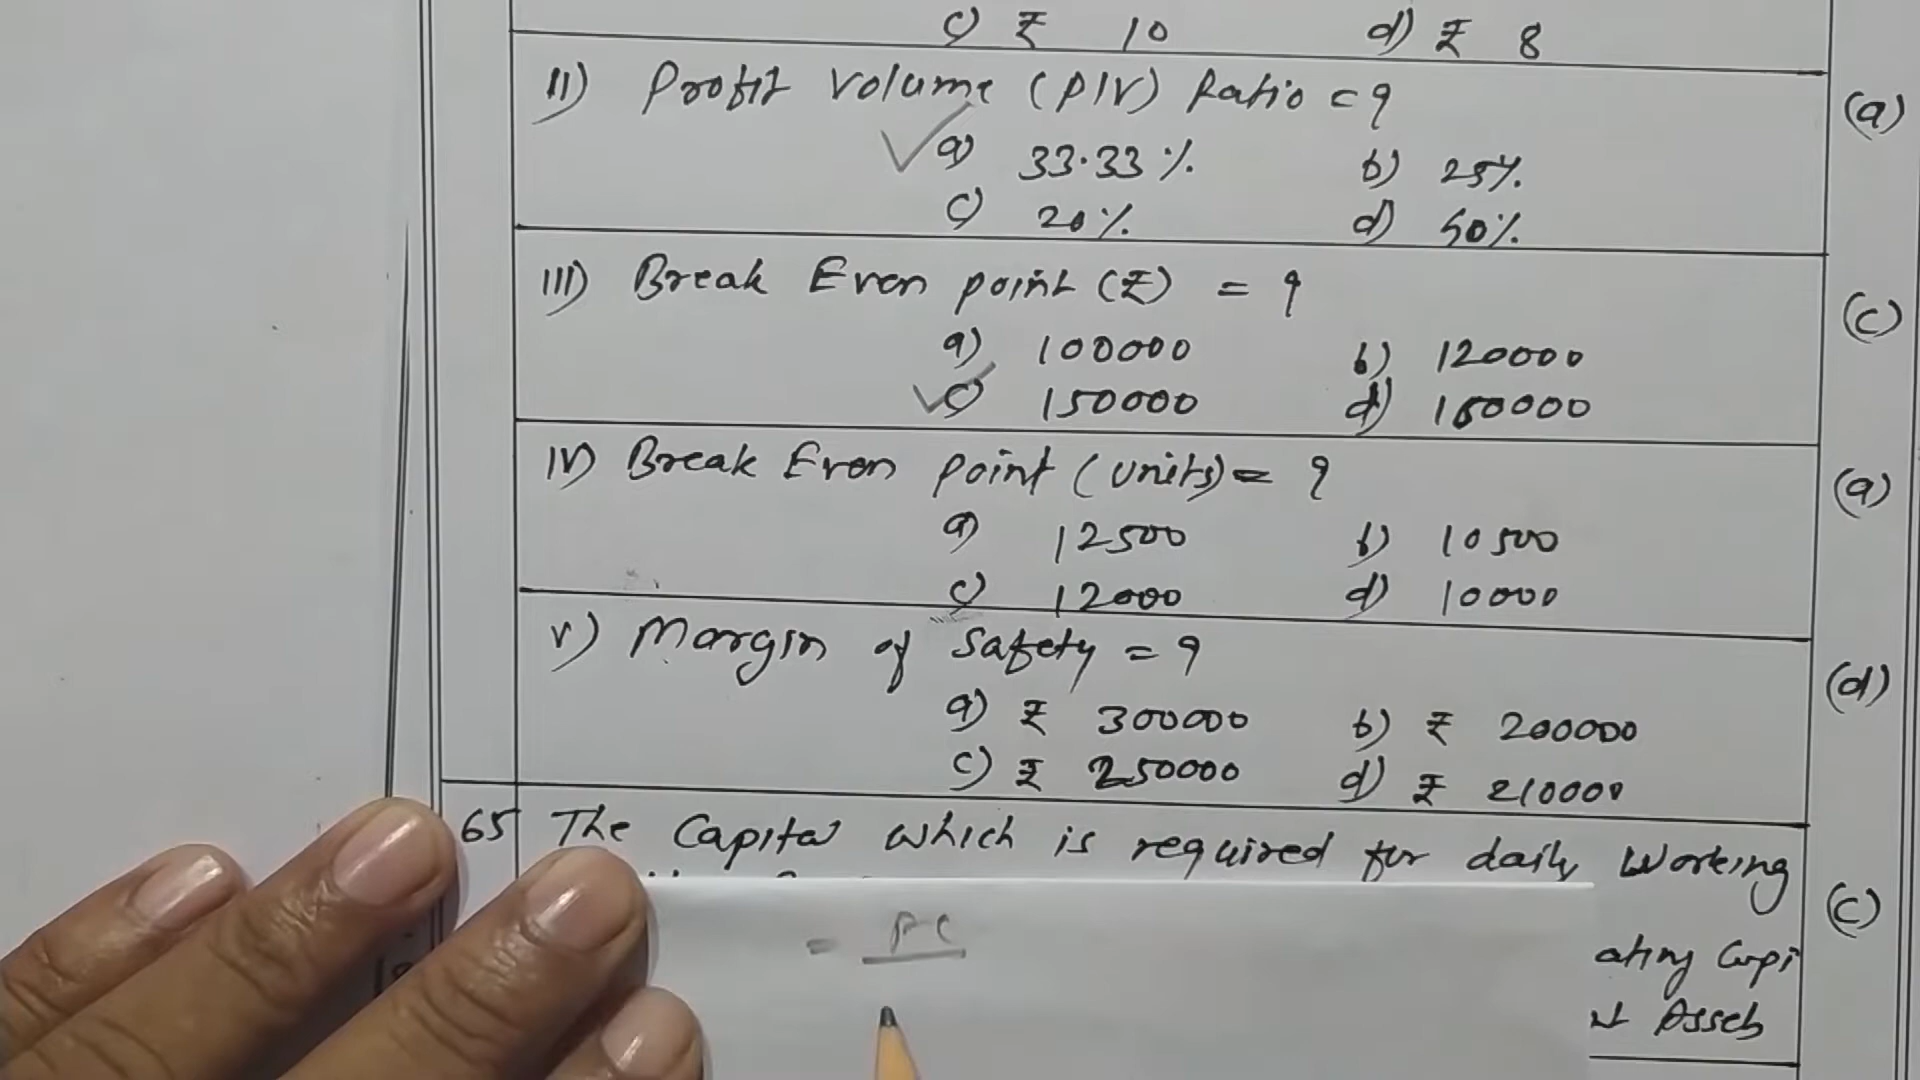 c) ₹ 10 d) ₹ 8
II) Profit Volume (P/V) Ratio = ? (a)
a) 33.33 % b) 25%
c) 20% d) 50%
III) Break Even point (₹) = ? (c)
a) 100000 b) 120000
c) 150000 d) 180000
IV) Break Even Point (Units) = ? (a)
a) 12500 b) 10500
c) 12000 d) 10000
V) Margin of Safety = ? (d)
a) ₹ 300000 b) ₹ 200000
c) ₹ 250000 d) ₹ 210000
65 The Capital which is required for daily Working
(c)
= FC
ating Capi
Assets